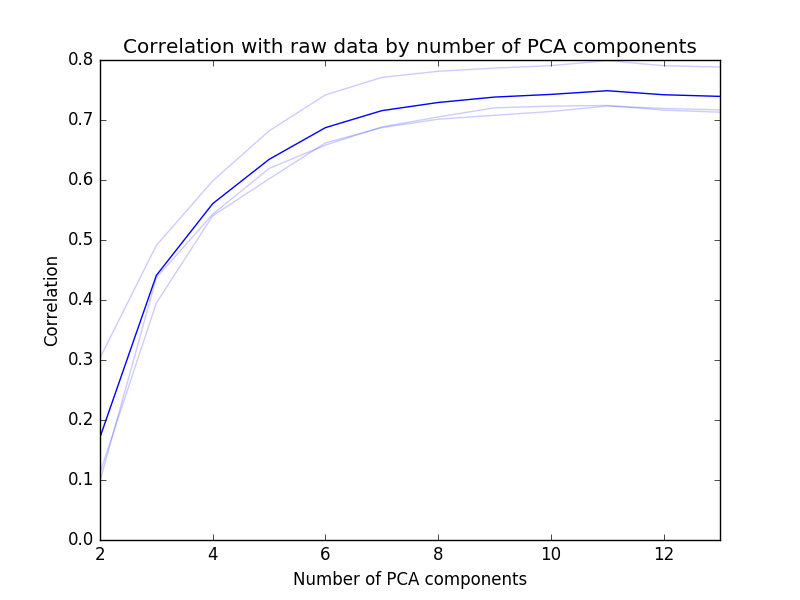 Correlation with raw data by number of PCA components
0.8
0.7
0.6
0.5
0.4
0.3
0.2
0.1
0.0
Correlation
2 4 6 8 10 12
Number of PCA components